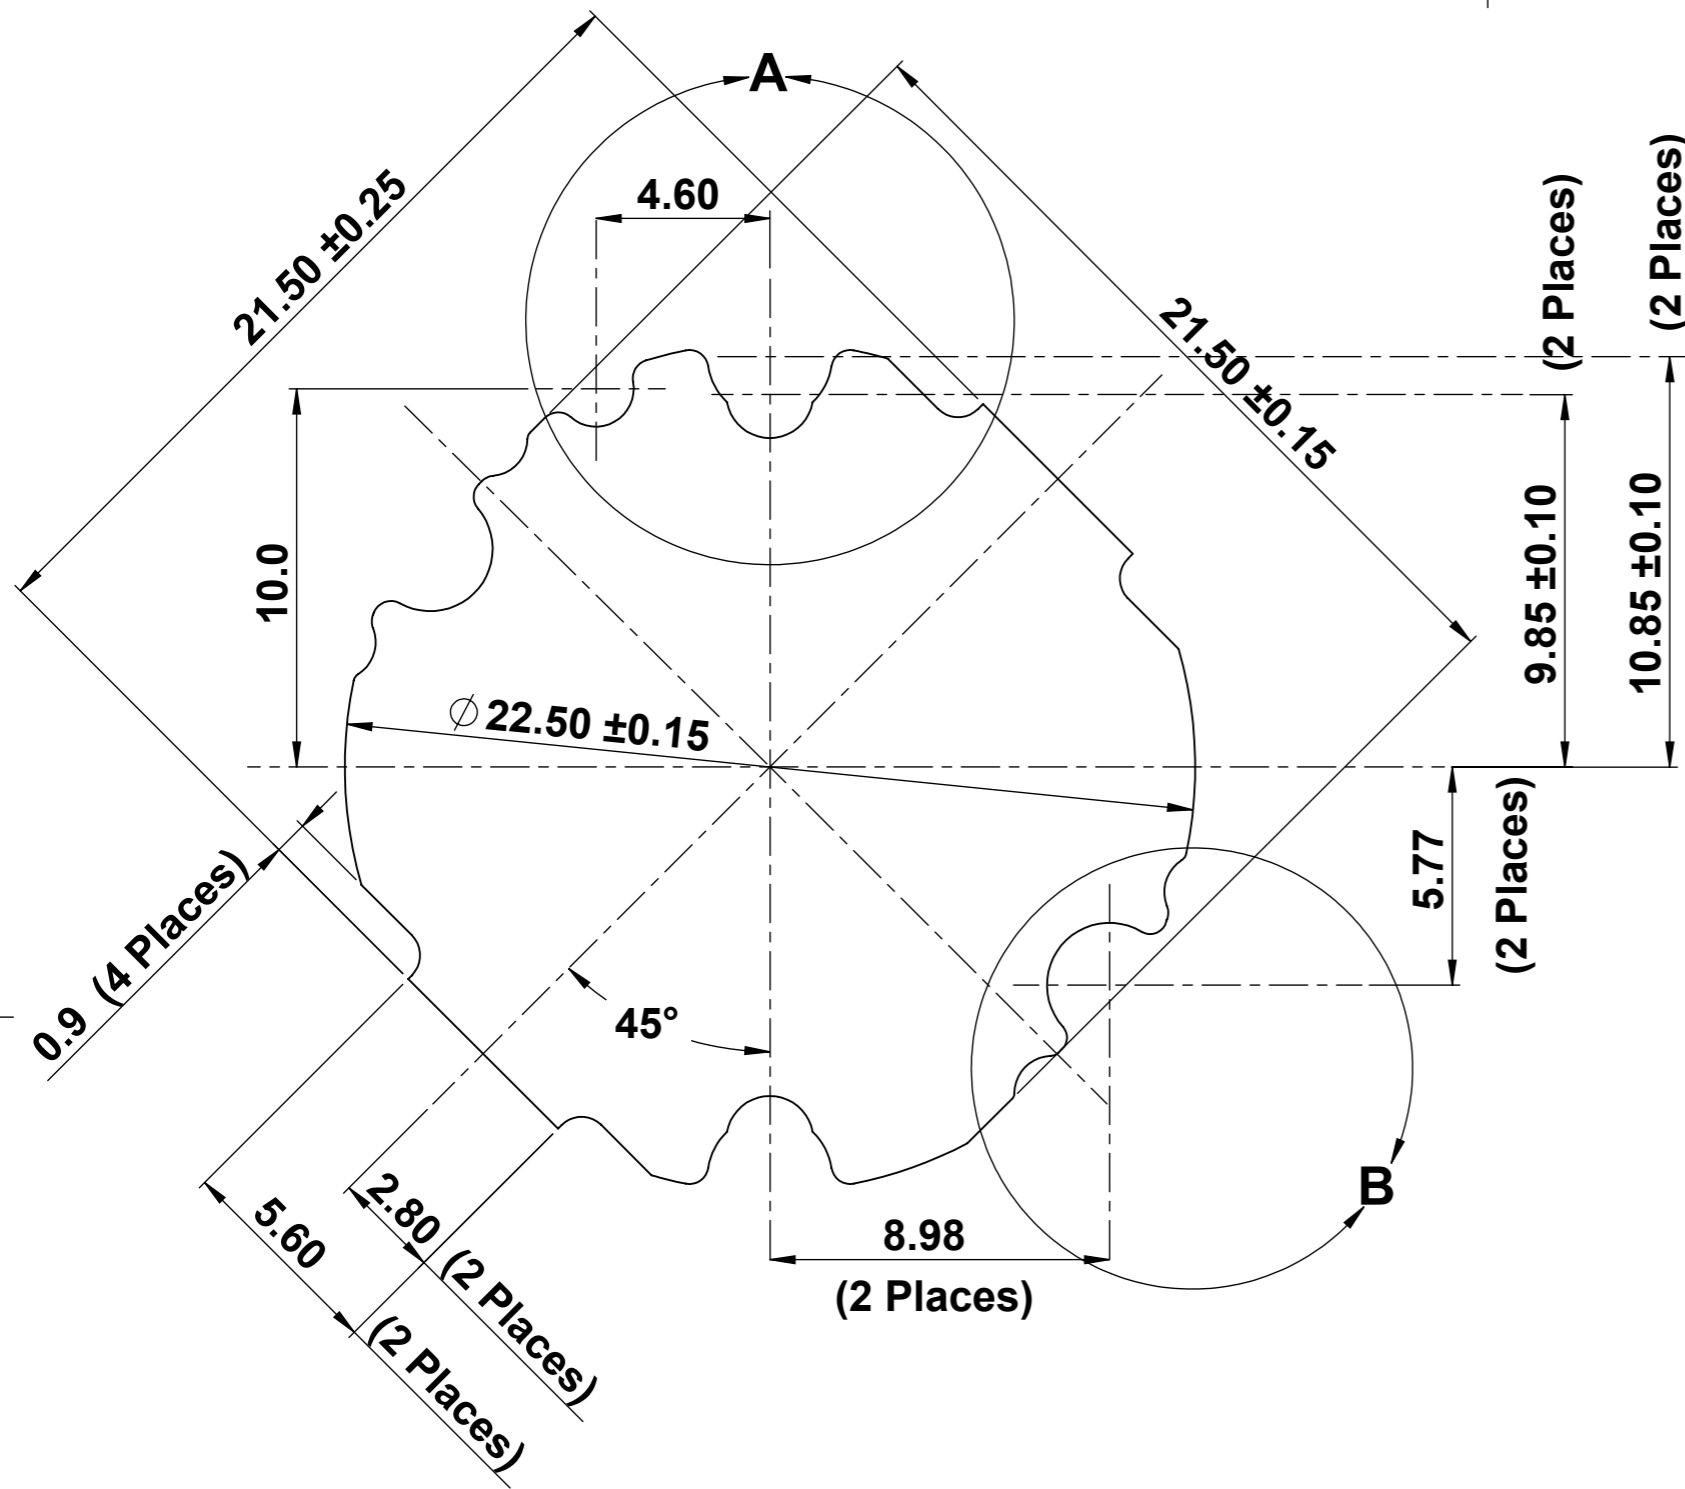 A
4.60
21.50 ±0.25
21.50 ±0.15
(2 Places)
(2 Places)
10.0
9.85 ±0.10
10.85 ±0.10
∅ 22.50 ±0.15
0.9 (4 Places)
45°
5.77
(2 Places)
B
2.80 (2 Places)
5.60 (2 Places)
8.98
(2 Places)